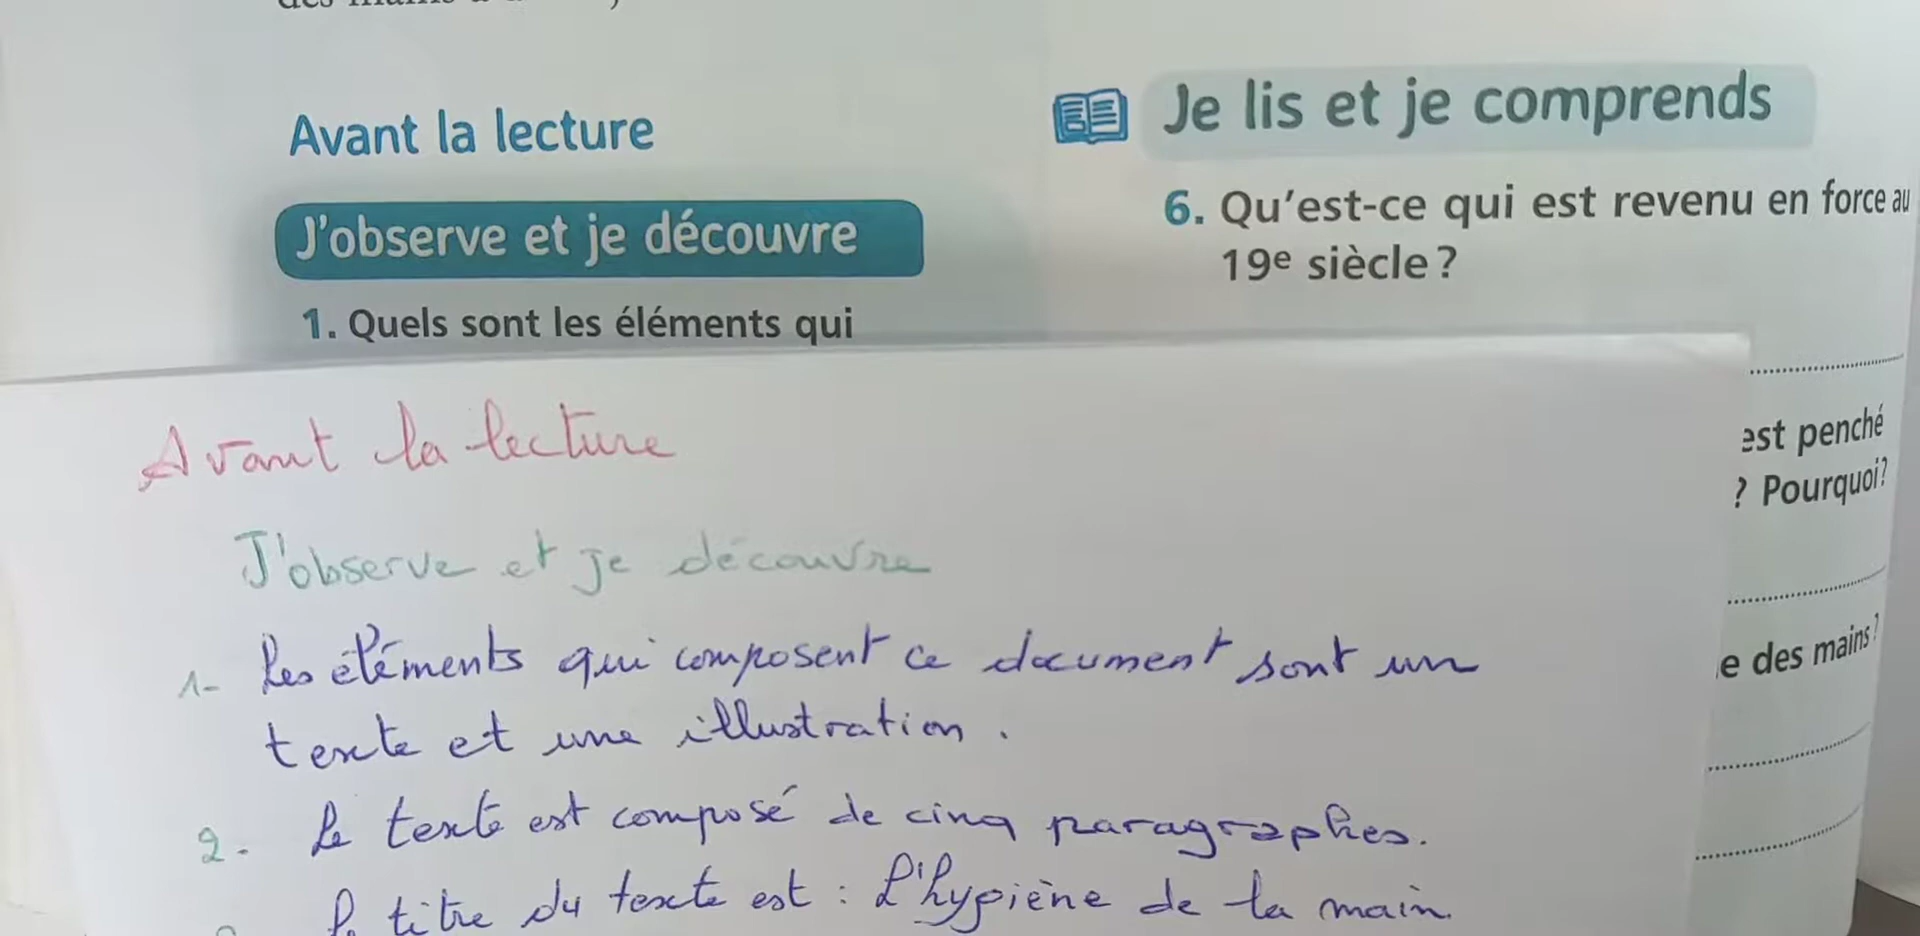 Avant la lecture
J'observe et je découvre
1. Quels sont les éléments qui
Je lis et je comprends
6. Qu'est-ce qui est revenu en force au
19e siècle ?
est penché
? Pourquoi?
e des mains ?
Avant la lecture
J'observe et je découvre
1- Les éléments qui composent ce document sont un
texte et une illustration.
2. Le texte est composé de cinq paragraphes.
titre du texte est : L'hygiène de la main.